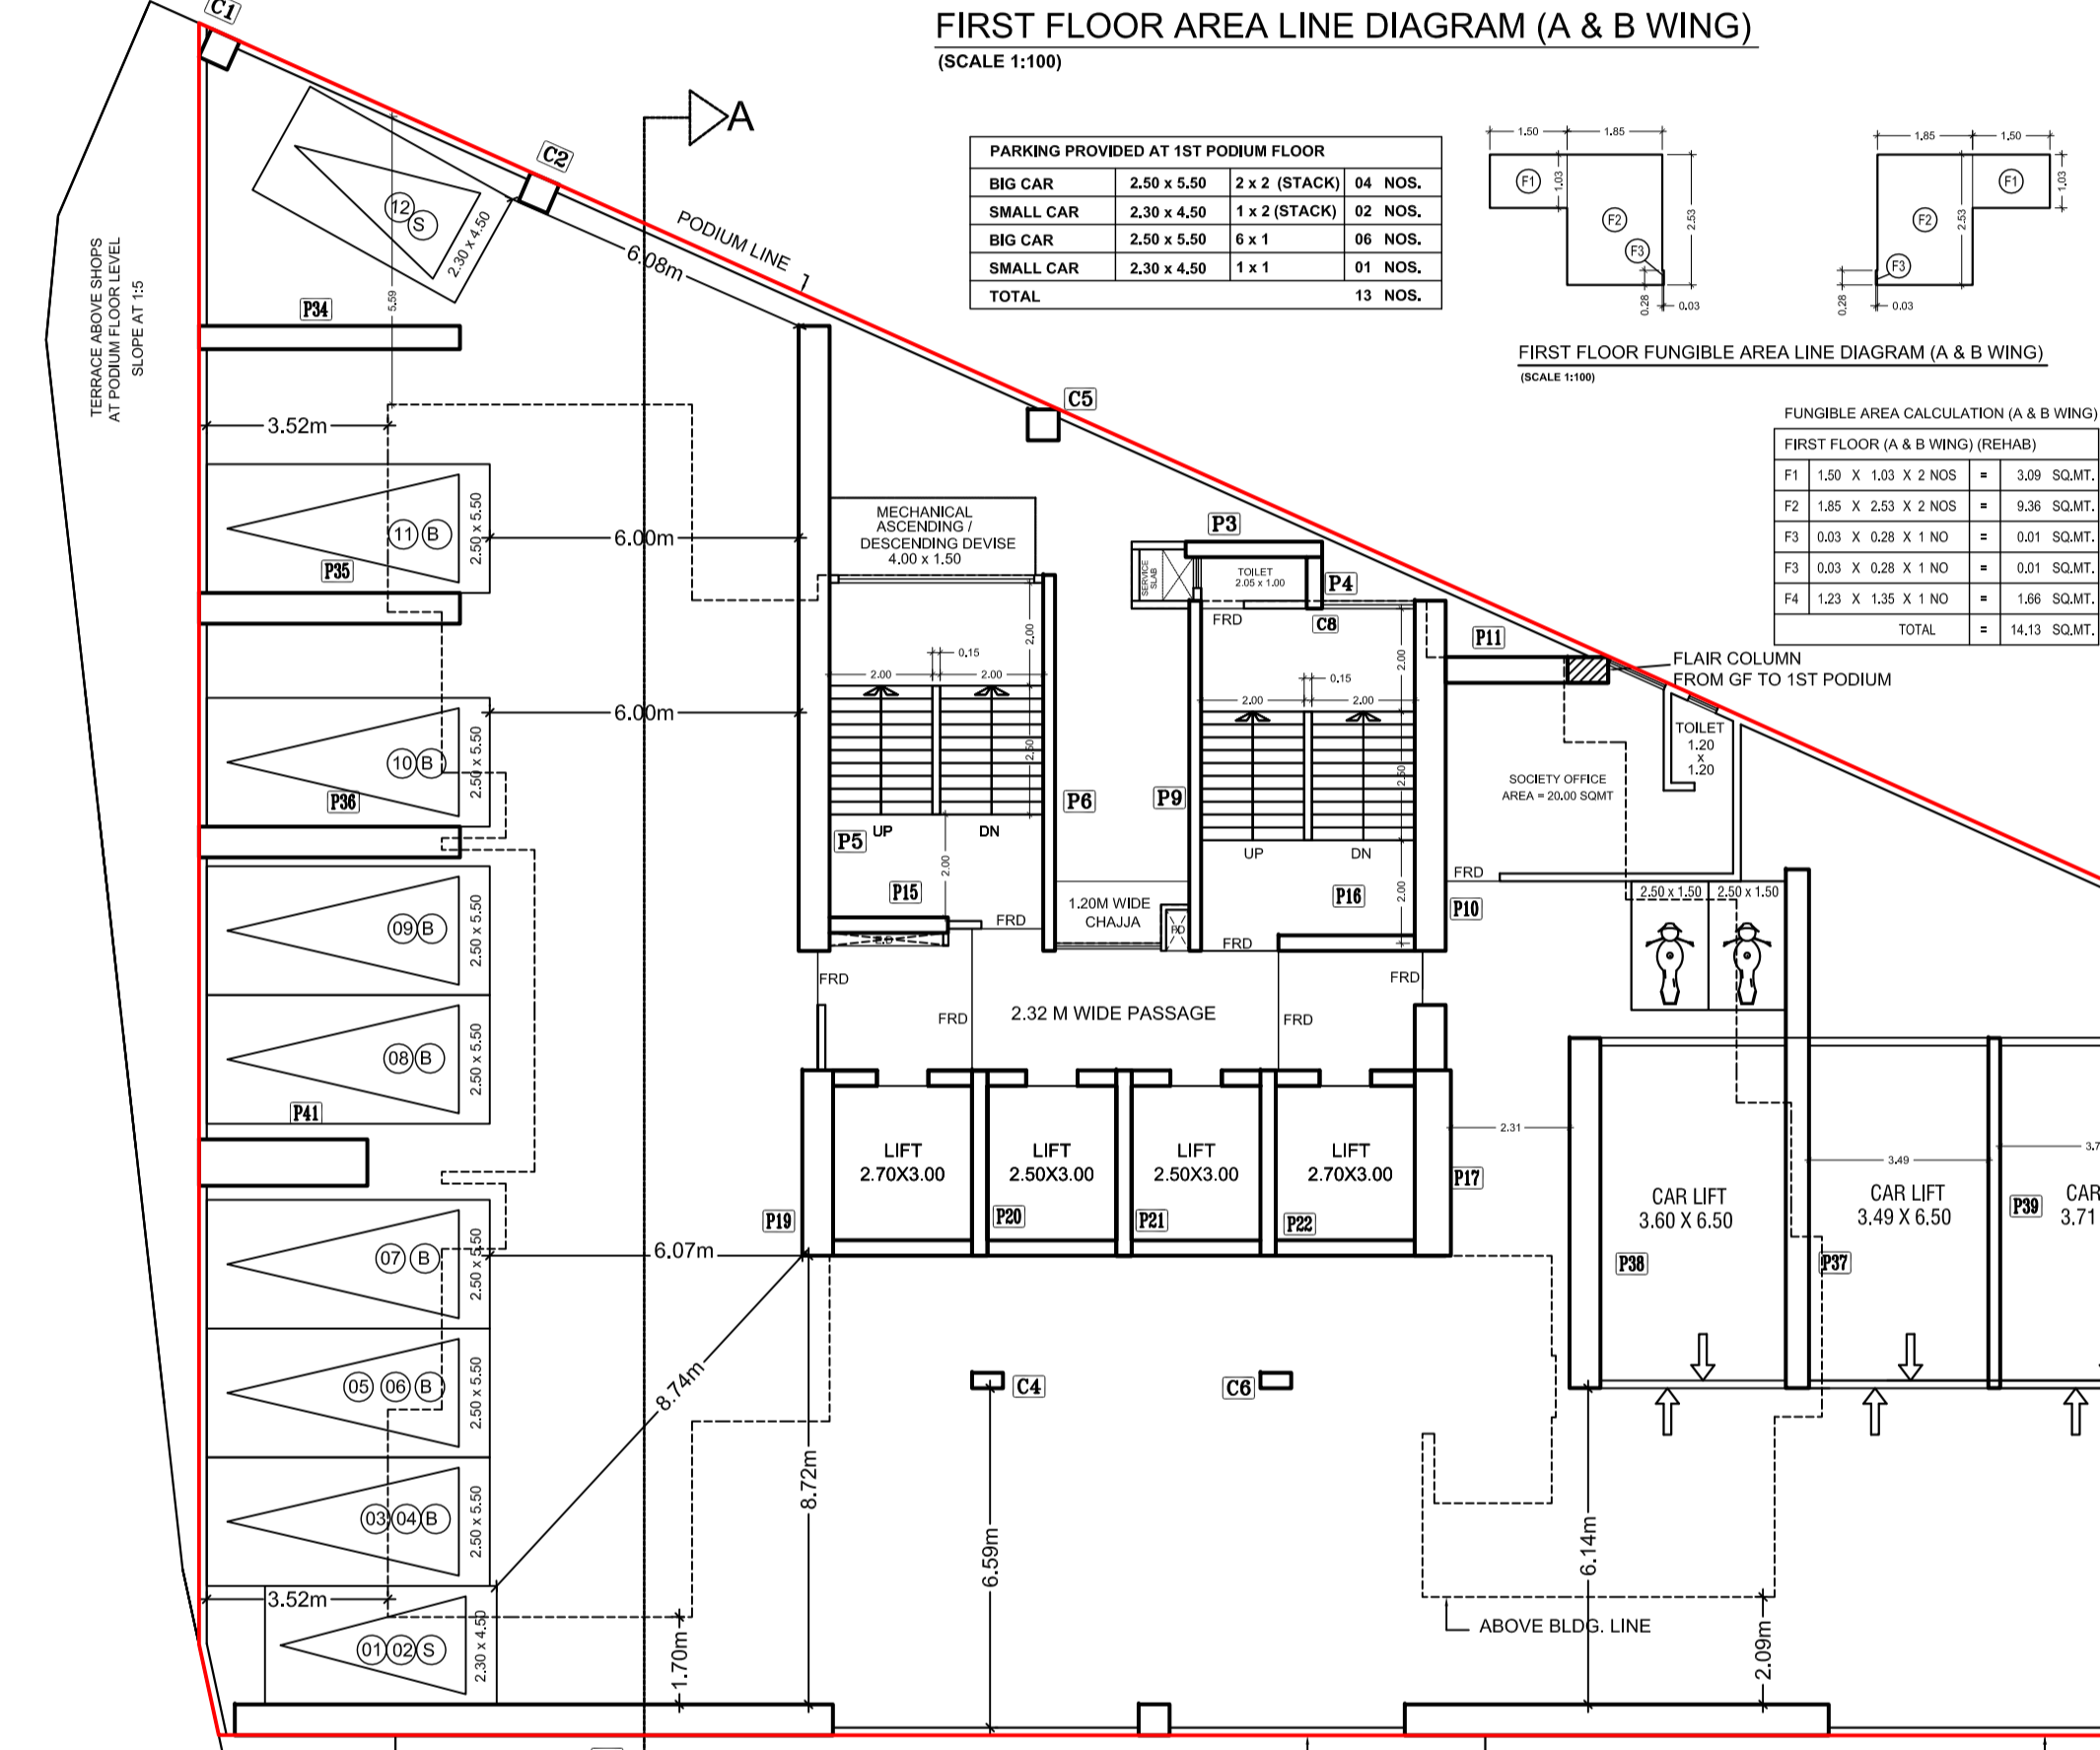 FIRST FLOOR AREA LINE DIAGRAM (A & B WING)
(SCALE 1:100)
C1
A
C2
PODIUM LINE
6.08m
12 S
2.30 x 4.50
5.59
TERRACE ABOVE SHOPS
AT PODIUM FLOOR LEVEL
SLOPE AT 1:5
PARKING PROVIDED AT 1ST PODIUM FLOOR
BIG CAR 2.50 x 5.50 2 x 2 (STACK) 04 NOS.
SMALL CAR 2.30 x 4.50 1 x 2 (STACK) 02 NOS.
BIG CAR 2.50 x 5.50 6 x 1 06 NOS.
SMALL CAR 2.30 x 4.50 1 x 1 01 NOS.
TOTAL 13 NOS.
1.50 1.85
F1 1.03
F2 2.53
F3
0.28 0.03
1.85 1.50
F1 1.03
F2 2.53
F3
0.28 0.03
FIRST FLOOR FUNGIBLE AREA LINE DIAGRAM (A & B WING)
(SCALE 1:100)
FUNGIBLE AREA CALCULATION (A & B WING)
FIRST FLOOR (A & B WING) (REHAB)
F1 1.50 X 1.03 X 2 NOS = 3.09 SQ.MT.
F2 1.85 X 2.53 X 2 NOS = 9.36 SQ.MT.
F3 0.03 X 0.28 X 1 NO = 0.01 SQ.MT.
F3 0.03 X 0.28 X 1 NO = 0.01 SQ.MT.
F4 1.23 X 1.35 X 1 NO = 1.66 SQ.MT.
TOTAL = 14.13 SQ.MT.
P34
3.52m
C5
11 B
2.50 x 5.50
6.00m
P35
MECHANICAL
ASCENDING /
DESCENDING DEVISE
4.00 x 1.50
P3
SERVICE
SLAB
TOILET
2.05 x 1.00
P4
FRD
C8
P11
FLAIR COLUMN
FROM GF TO 1ST PODIUM
2.00
0.15
2.00 2.00
2.50
2.00
0.15
2.00 2.00
2.50
TOILET
1.20
x
1.20
SOCIETY OFFICE
AREA = 20.00 SQMT
6.00m
10 B
2.50 x 5.50
P36
P6
P9
P5
UP DN
UP DN
2.00
P15
FRD
1.20M WIDE
CHAJJA
FRD
P16
2.00
P10
FRD
2.50 x 1.50 2.50 x 1.50
09 B
2.50 x 5.50
FRD
FRD
FRD
2.32 M WIDE PASSAGE
FRD
08 B
2.50 x 5.50
P41
2.31
LIFT
2.70X3.00
LIFT
2.50X3.00
LIFT
2.50X3.00
LIFT
2.70X3.00
P17
P19
P20
P21
P22
3.49
3.7
CAR LIFT
3.60 X 6.50
CAR LIFT
3.49 X 6.50
P39
CAR
3.71
P38
P37
07 B
2.50 x 5.50
6.07m
05 06 B
2.50 x 5.50
8.74m
C4
C6
03 04 B
2.50 x 5.50
8.72m
6.59m
6.14m
3.52m
01 02 S
2.30 x 4.50
1.70m
ABOVE BLDG. LINE
2.09m